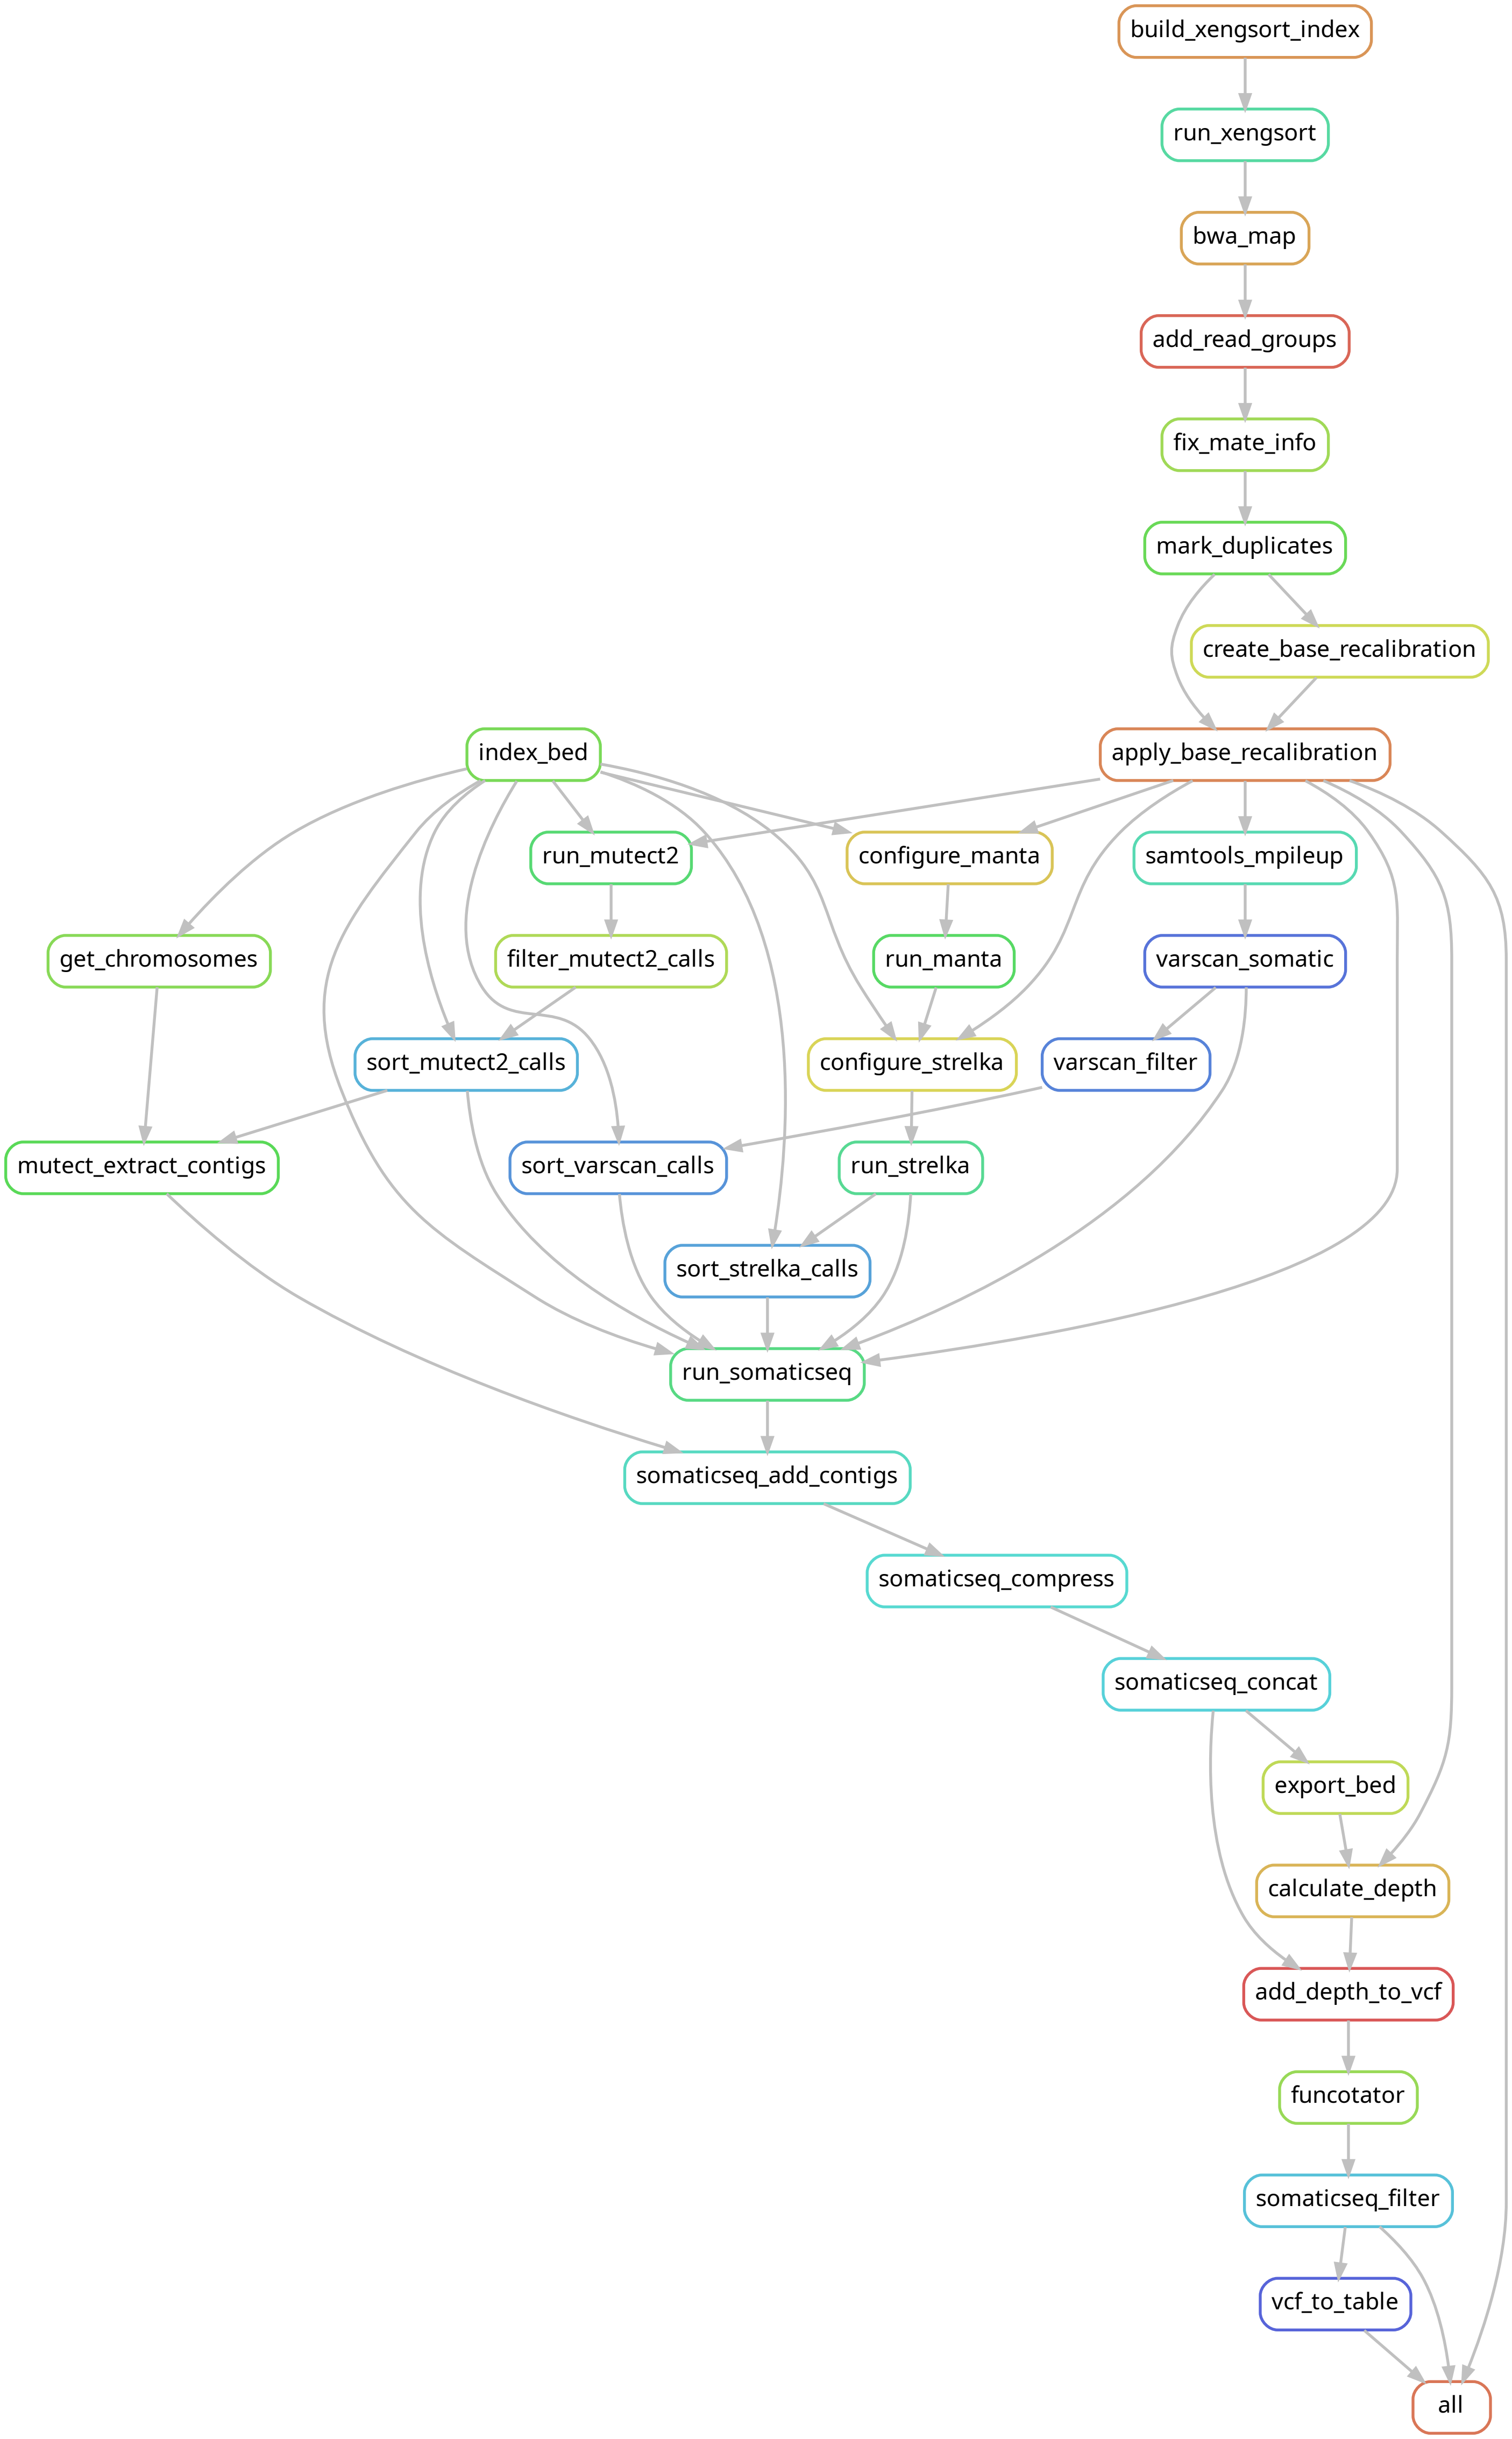 build_xengsort_index
run_xengsort
bwa_map
add_read_groups
fix_mate_info
mark_duplicates
create_base_recalibration
index_bed
apply_base_recalibration
run_mutect2
configure_manta
samtools_mpileup
get_chromosomes
filter_mutect2_calls
run_manta
varscan_somatic
sort_mutect2_calls
configure_strelka
varscan_filter
mutect_extract_contigs
sort_varscan_calls
run_strelka
sort_strelka_calls
run_somaticseq
somaticseq_add_contigs
somaticseq_compress
somaticseq_concat
export_bed
calculate_depth
add_depth_to_vcf
funcotator
somaticseq_filter
vcf_to_table
all